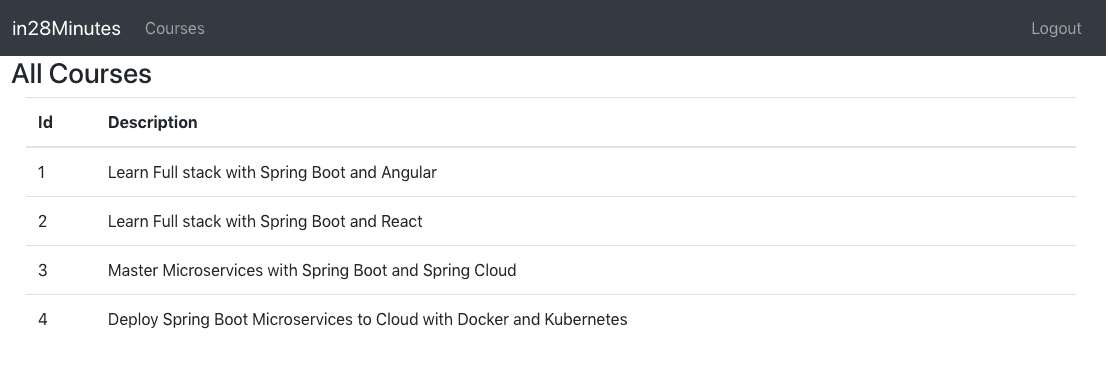 in28Minutes Courses Logout
All Courses
Id Description
1 Learn Full stack with Spring Boot and Angular
2 Learn Full stack with Spring Boot and React
3 Master Microservices with Spring Boot and Spring Cloud
4 Deploy Spring Boot Microservices to Cloud with Docker and Kubernetes